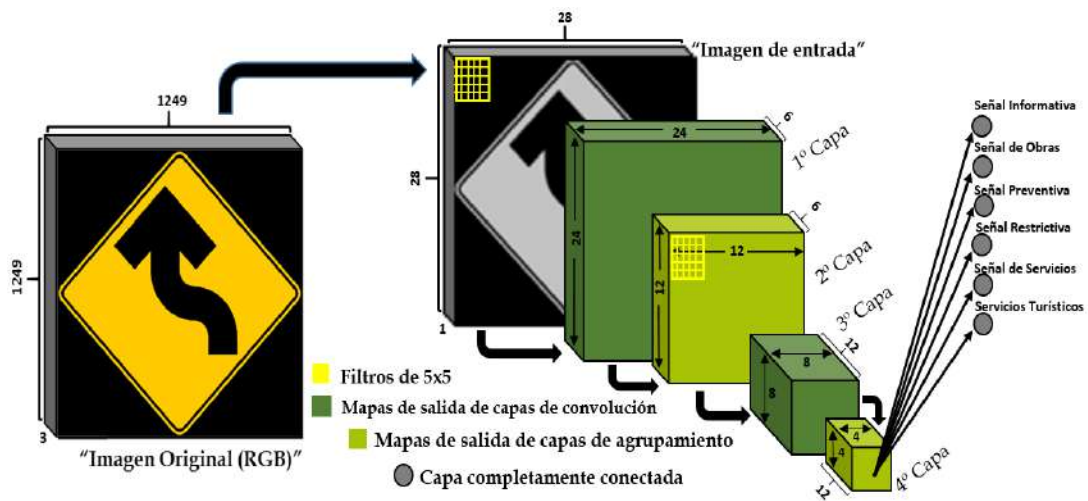 28
"Imagen de entrada"
1249
1249
3
"Imagen Original (RGB)"
28
1
24
24
6
1º Capa
12
12
6
2º Capa
8
8
12
3º Capa
4
4
12
4º Capa
Señal Informativa
Señal de Obras
Señal Preventiva
Señal Restrictiva
Señal de Servicios
Servicios Turísticos
Filtros de 5x5
Mapas de salida de capas de convolución
Mapas de salida de capas de agrupamiento
Capa completamente conectada